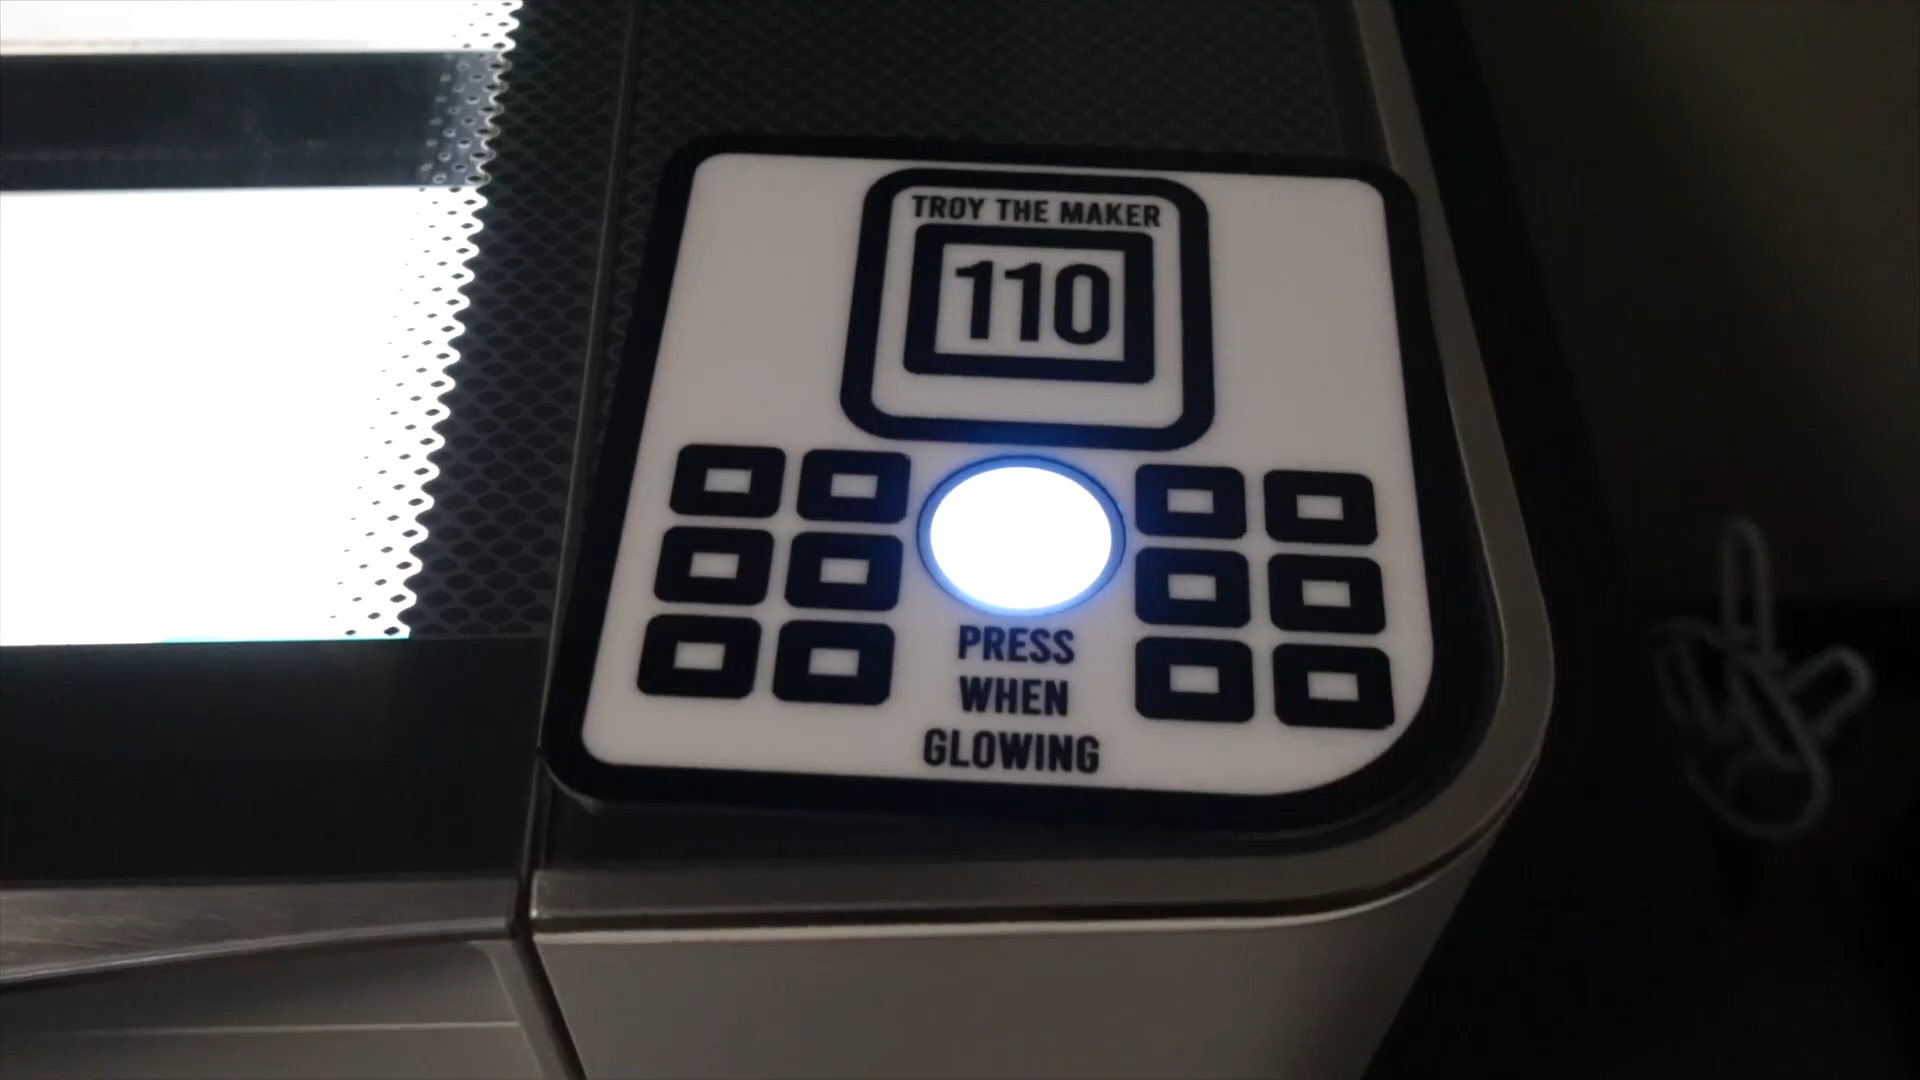 TROY THE MAKER
110
PRESS
WHEN
GLOWING